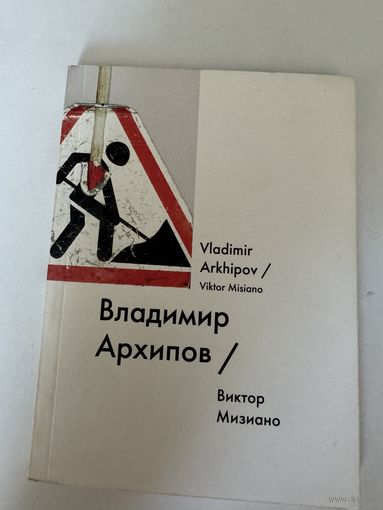 Vladimir
Arkhipov /
Viktor Misiano
Владимир
Архипов /
Виктор
Мизиано